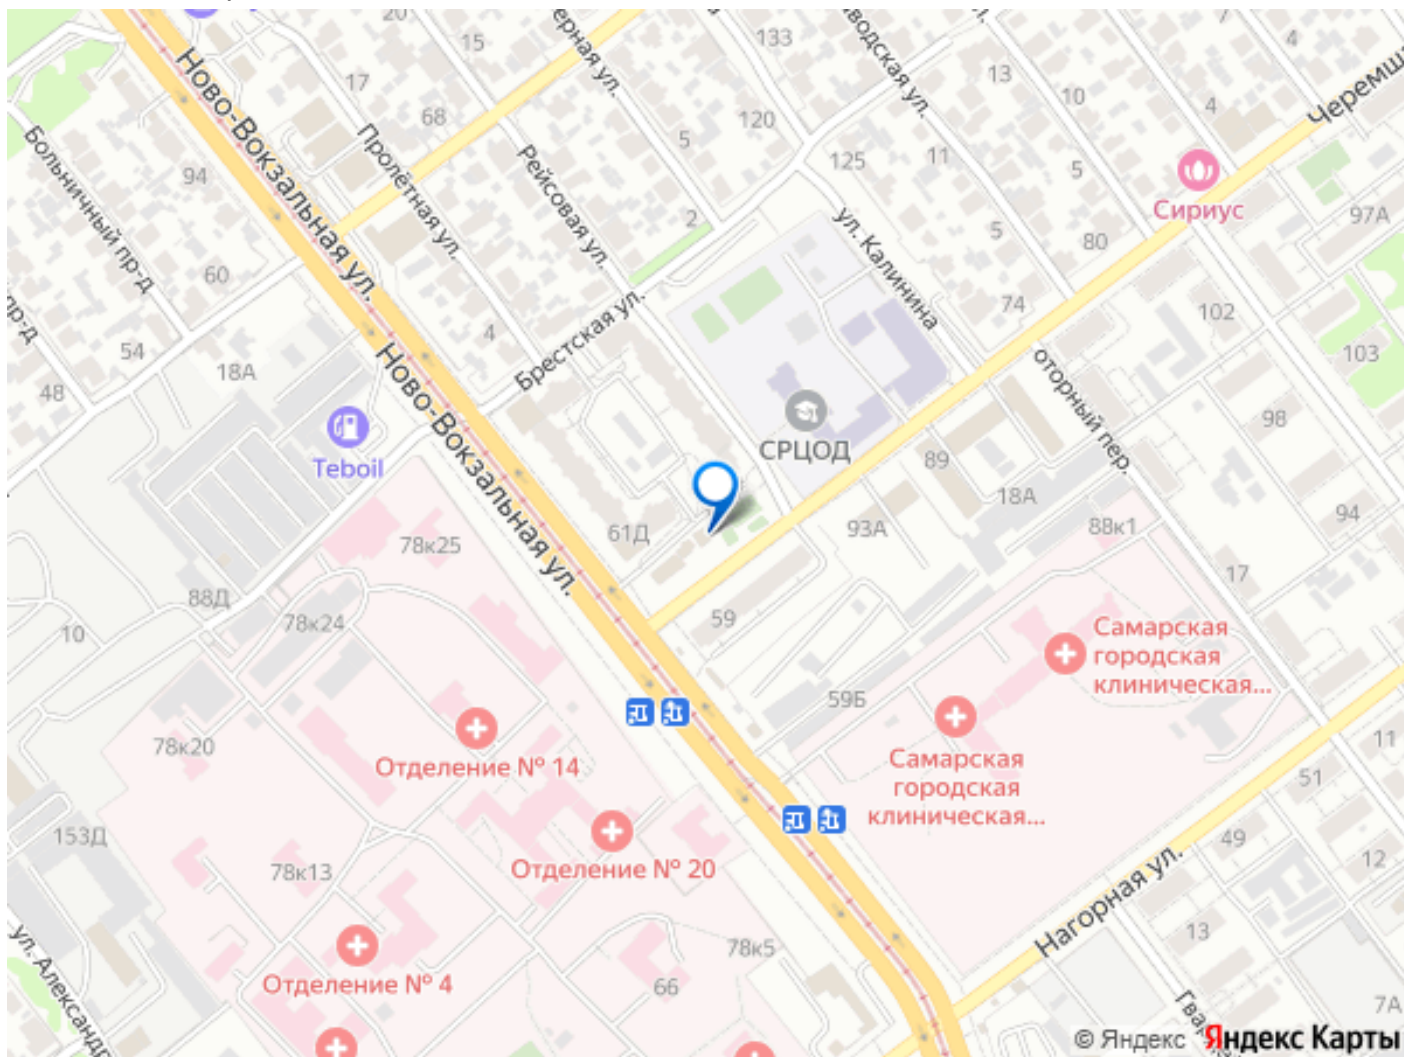 20
15
133
4
13
17
10
4
Черемш
Ново-Вокзальная ул.
Больничный пр-д
Пролётная ул.
68
Рейсовая ул.
5
120
125
11
5
Сириус
97А
94
2
ул. Калинина
5
80
60
4
74
102
54
18А
Брестская ул.
103
пр-д
48
Ново-Вокзальная ул.
оторный пер.
98
Teboil
СРЦОД
89
18А
94
61Д
93А
88к1
78к25
17
88Д
78к24
10
59
Самарская
городская
клиническая...
59Б
78к20
Отделение № 14
Самарская
городская
клиническая...
11
51
153Д
78к13
Отделение № 20
49
12
Нагорная ул.
13
78к5
ул. Александр
Отделение № 4
66
7А
© Яндекс Яндекс Карты